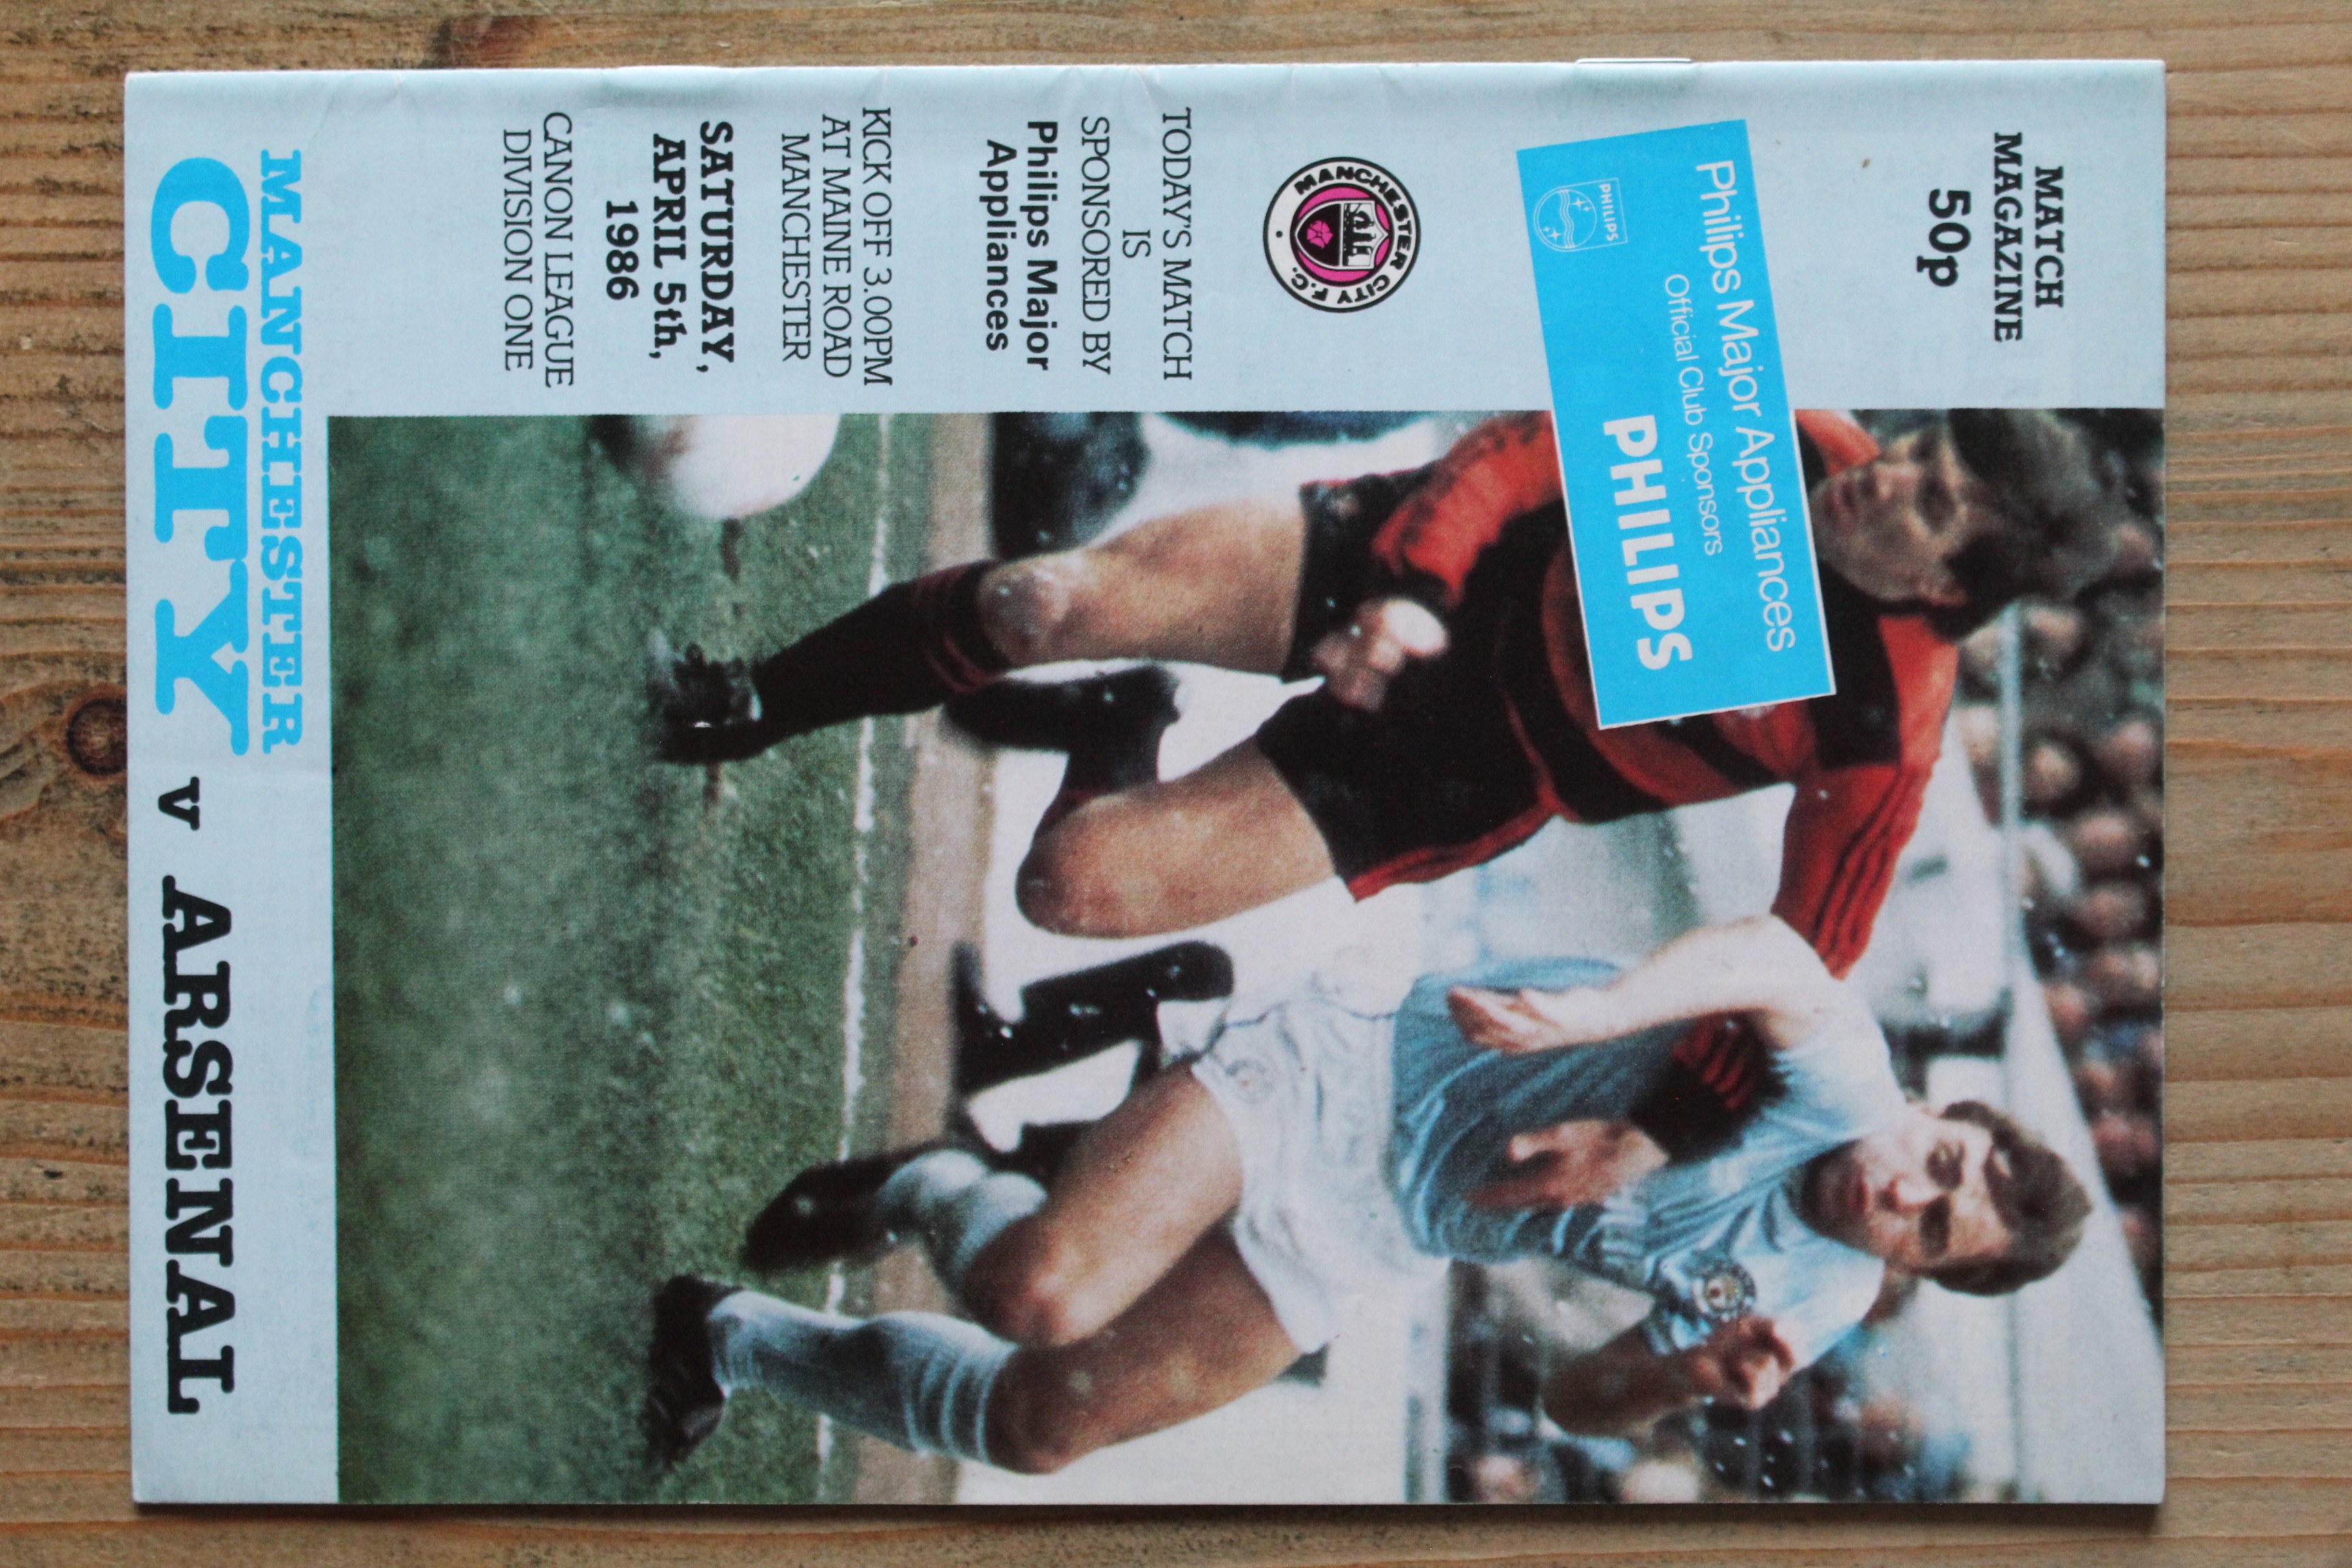 MATCH
MAGAZINE
50p
Philips Major Appliances
Official Club Sponsors
PHILIPS
PHILIPS
MANCHESTER CITY F.C.
TODAY'S MATCH
IS
SPONSORED BY
Philips Major
Appliances
KICK OFF 3.00PM
AT MAINE ROAD
MANCHESTER
SATURDAY,
APRIL 5th,
1986
CANON LEAGUE
DIVISION ONE
MANCHESTER
CITY v ARSENAL